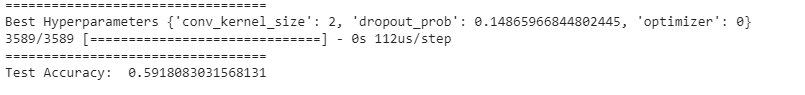 ==================================
Best Hyperparameters {'conv_kernel_size': 2, 'dropout_prob': 0.14865966844802445, 'optimizer': 0}
3589/3589 [==============================] - 0s 112us/step
==================================
Test Accuracy:  0.5918083031568131